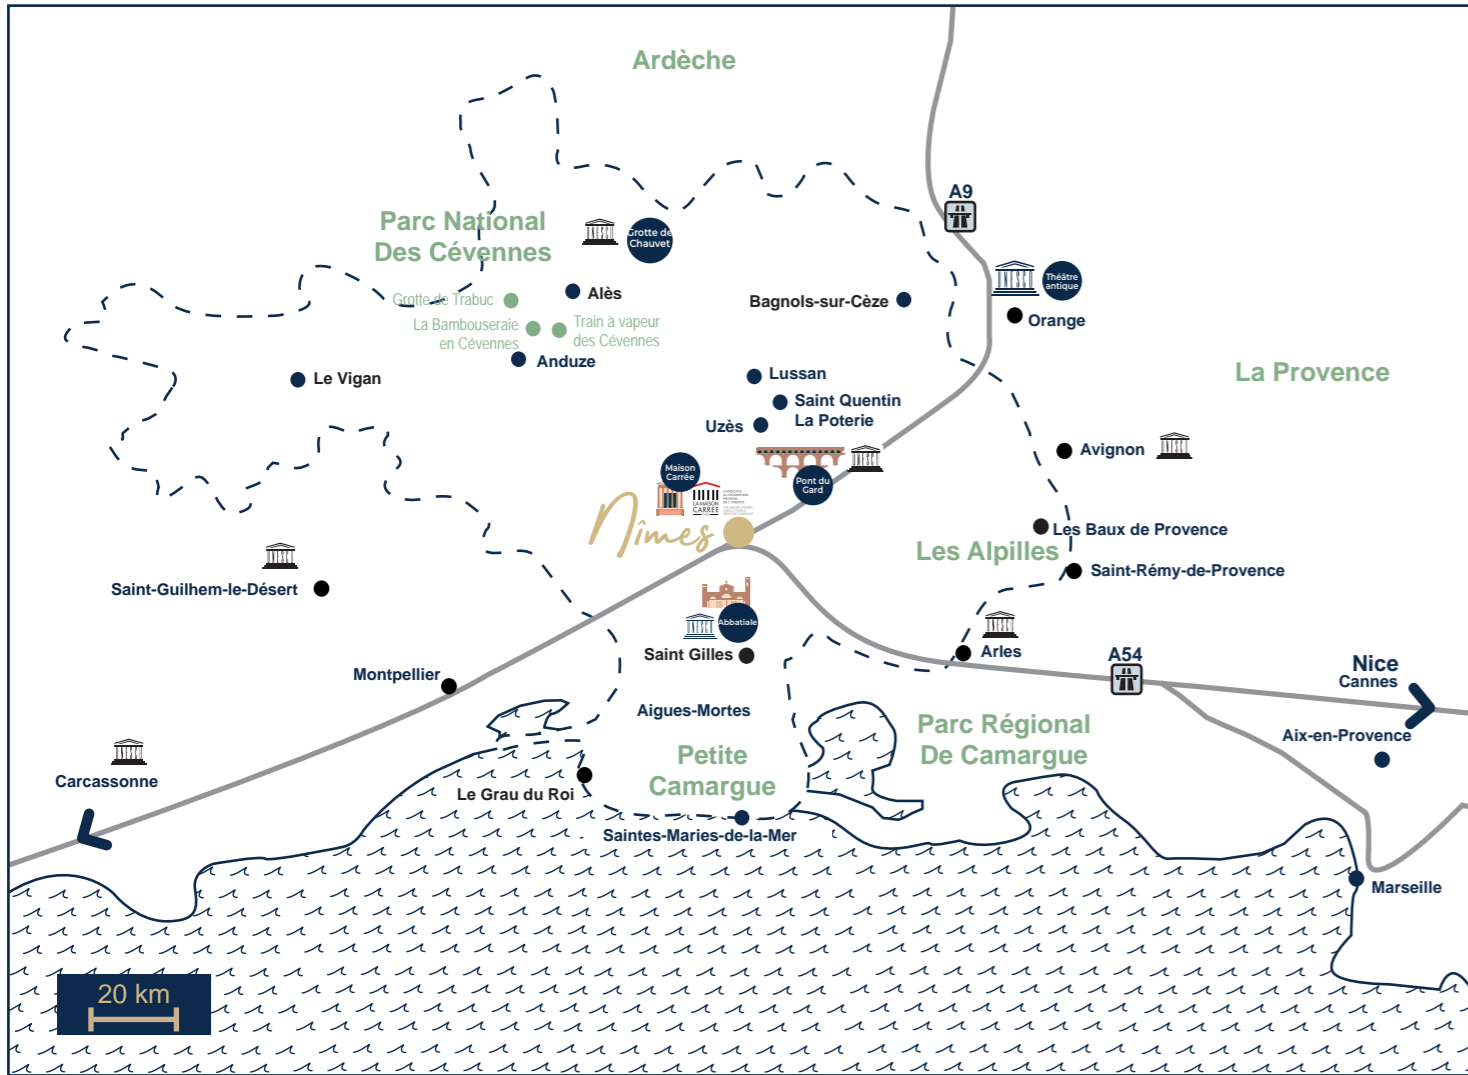 Ardèche
A9
Parc National
Des Cévennes
Grotte de
Chauvet
Théâtre
antique
Grotte de Trabuc
Alès
Bagnols-sur-Cèze
Orange
La Bambouseraie
en Cévennes
Train à vapeur
des Cévennes
Anduze
Le Vigan
Lussan
La Provence
Saint Quentin
La Poterie
Uzès
Avignon
Maison
Carrée
Pont du
Gard
LA MAISON
CARRÉE
Nîmes
Les Baux de Provence
Les Alpilles
Saint-Rémy-de-Provence
Saint-Guilhem-le-Désert
Abbatiale
Saint Gilles
Arles
A54
Montpellier
Nice
Cannes
Aigues-Mortes
Parc Régional
De Camargue
Aix-en-Provence
Petite
Camargue
Carcassonne
Le Grau du Roi
Saintes-Maries-de-la-Mer
Marseille
20 km